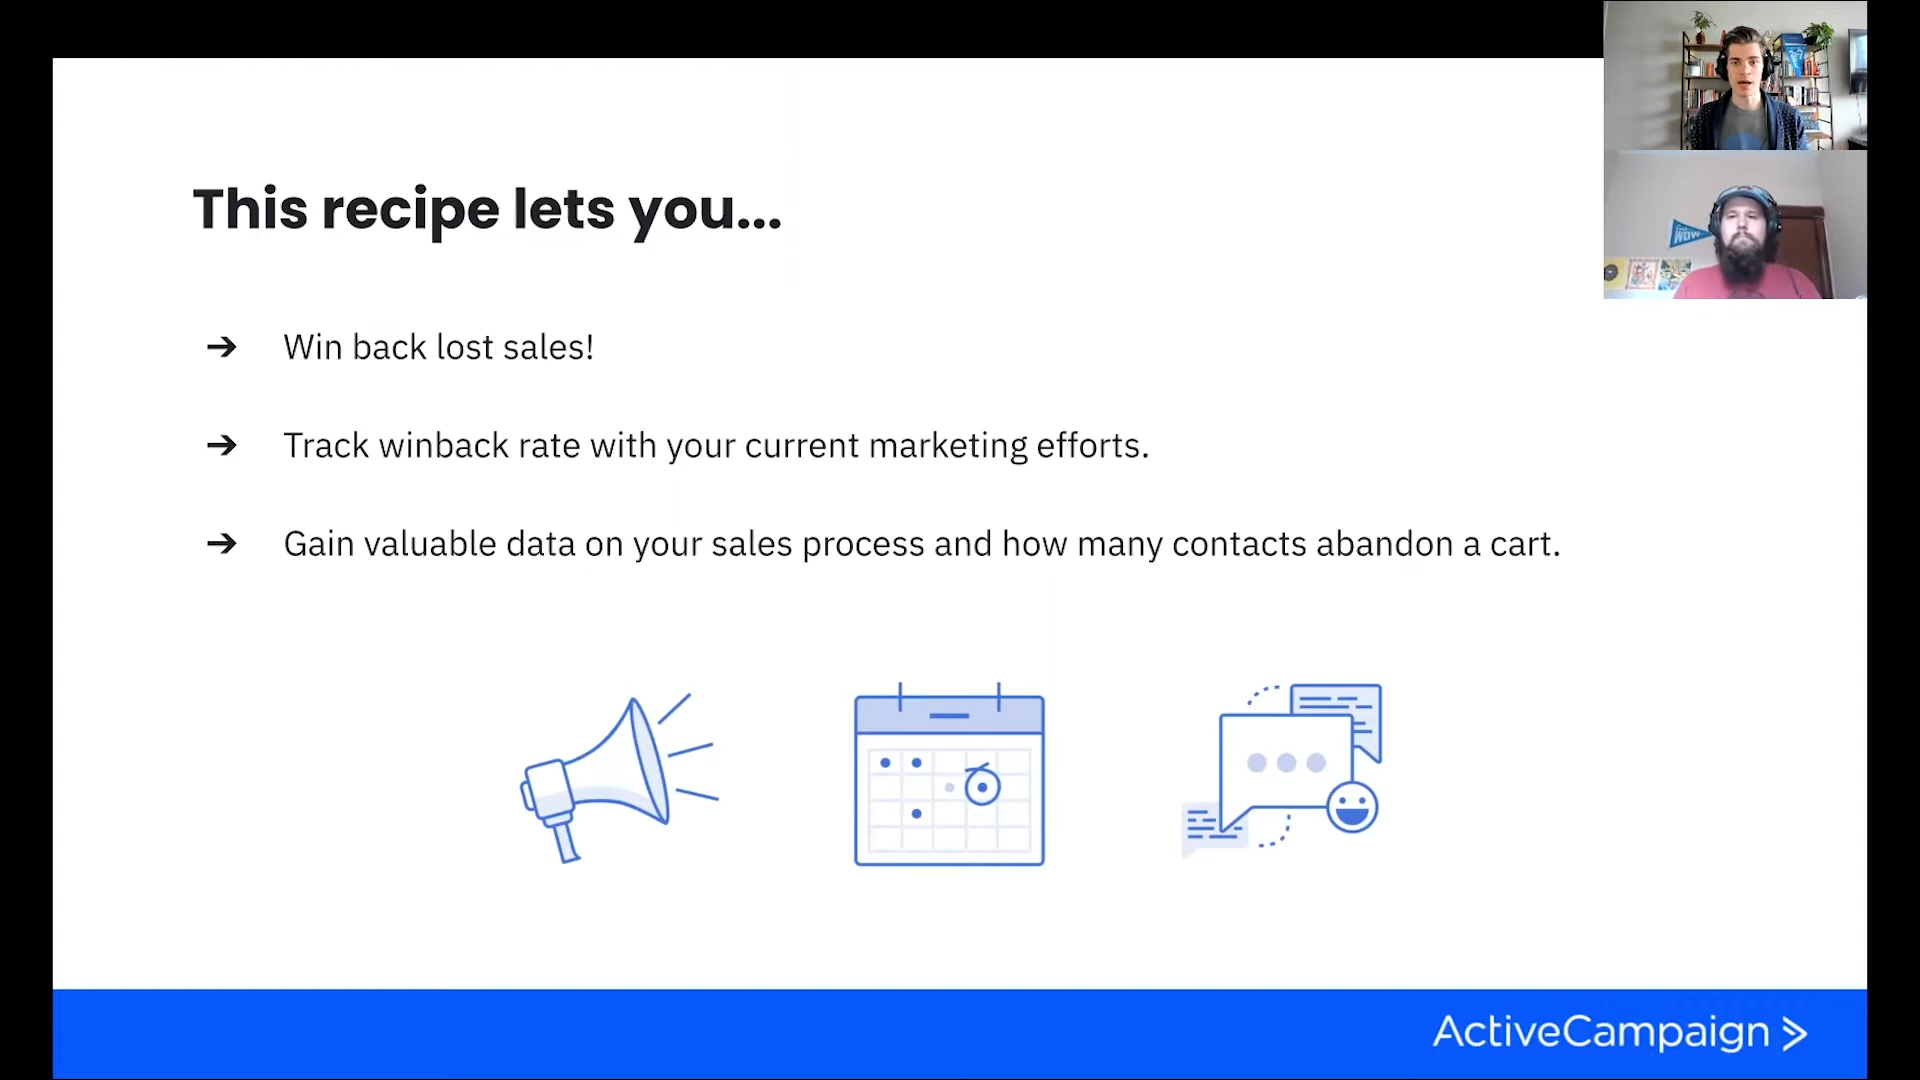 This recipe lets you...
➔ Win back lost sales!
➔ Track winback rate with your current marketing efforts.
➔ Gain valuable data on your sales process and how many contacts abandon a cart.
WOW
ActiveCampaign